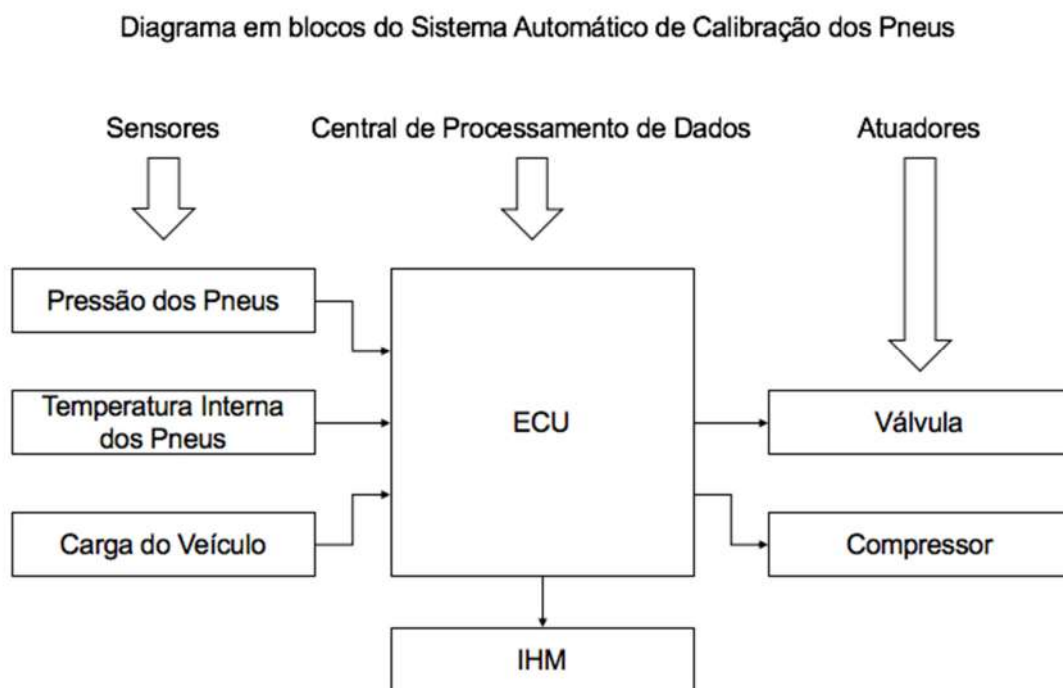 Diagrama em blocos do Sistema Automático de Calibração dos Pneus
Sensores
Central de Processamento de Dados
Atuadores
Pressão dos Pneus
Temperatura Interna
dos Pneus
Carga do Veículo
ECU
Válvula
Compressor
IHM